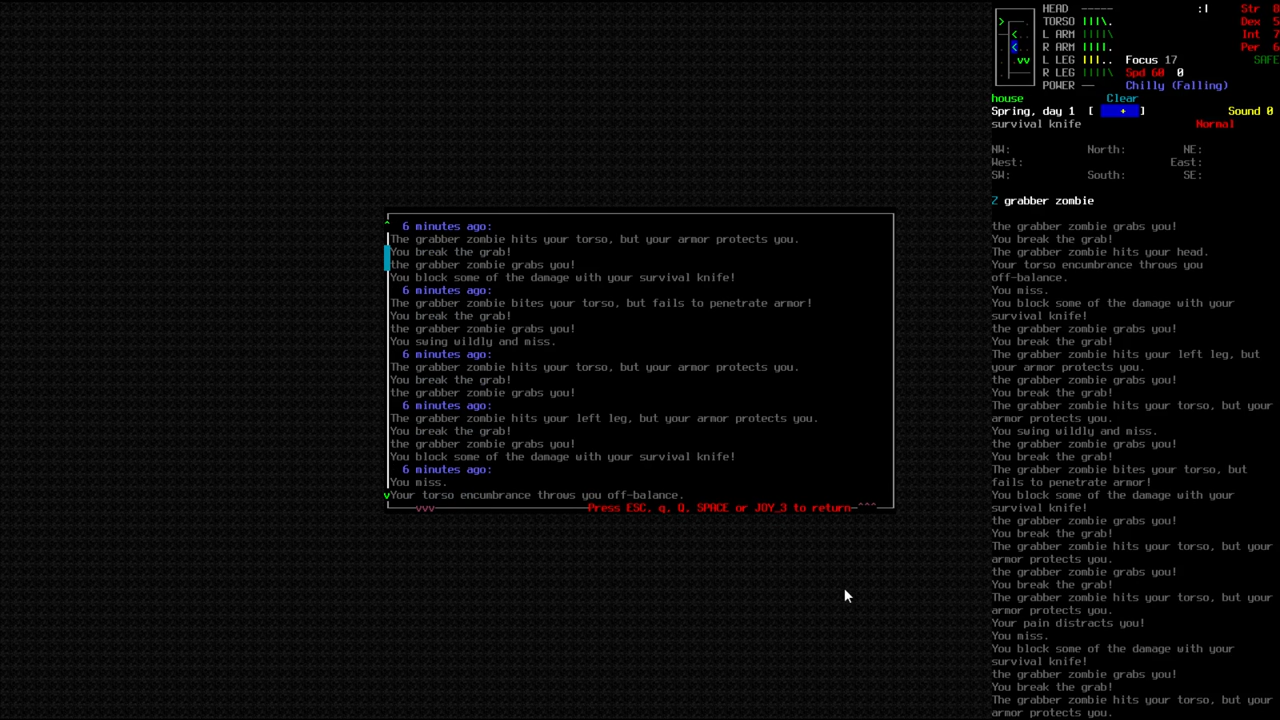 HEAD ----- :I Str 8
TORSO |||\. Dex 5
L ARM ||||\ Int 7
R ARM ||||. Per 6
L LEG |||.. Focus 17 SAFE
R LEG ||||\ Spd 60 0
POWER -- Chilly (Falling)
house Clear
Spring, day 1 [ + ] Sound 0
survival knife Normal
NW: North: NE:
West: East:
SW: South: SE:
Z grabber zombie
6 minutes ago:
The grabber zombie hits your torso, but your armor protects you.
You break the grab!
the grabber zombie grabs you!
You block some of the damage with your survival knife!
6 minutes ago:
The grabber zombie bites your torso, but fails to penetrate armor!
You break the grab!
the grabber zombie grabs you!
You swing wildly and miss.
6 minutes ago:
The grabber zombie hits your torso, but your armor protects you.
You break the grab!
the grabber zombie grabs you!
6 minutes ago:
The grabber zombie hits your left leg, but your armor protects you.
You break the grab!
the grabber zombie grabs you!
You block some of the damage with your survival knife!
6 minutes ago:
You miss.
Your torso encumbrance throws you off-balance.
Press ESC, q, Q, SPACE or JOY_3 to return
the grabber zombie grabs you!
You break the grab!
The grabber zombie hits your head.
Your torso encumbrance throws you
off-balance.
You miss.
You block some of the damage with your
survival knife!
the grabber zombie grabs you!
You break the grab!
The grabber zombie hits your left leg, but
your armor protects you.
the grabber zombie grabs you!
You break the grab!
The grabber zombie hits your torso, but your
armor protects you.
You swing wildly and miss.
the grabber zombie grabs you!
You break the grab!
The grabber zombie bites your torso, but
fails to penetrate armor!
You block some of the damage with your
survival knife!
the grabber zombie grabs you!
You break the grab!
The grabber zombie hits your torso, but your
armor protects you.
the grabber zombie grabs you!
You break the grab!
The grabber zombie hits your torso, but your
armor protects you.
Your pain distracts you!
You miss.
You block some of the damage with your
survival knife!
the grabber zombie grabs you!
You break the grab!
The grabber zombie hits your torso, but your
armor protects you.